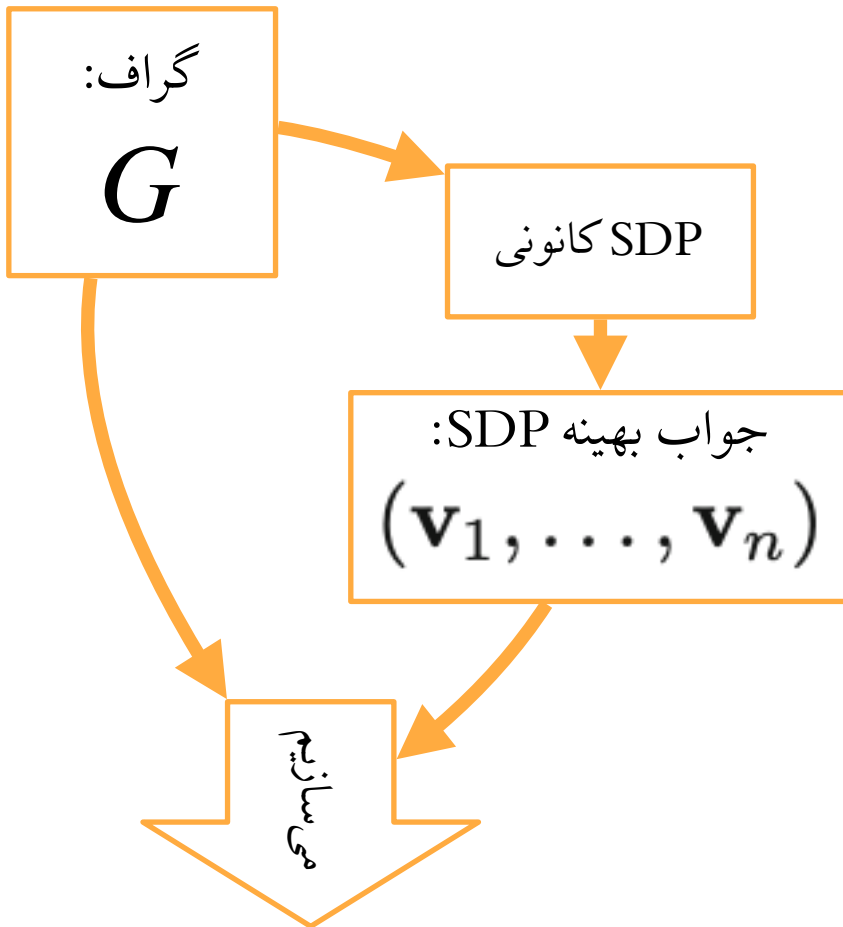 گراف:
G
SDP کانونی
جواب بهینه SDP:
(v₁, . . . , vₙ)
می‌سازیم